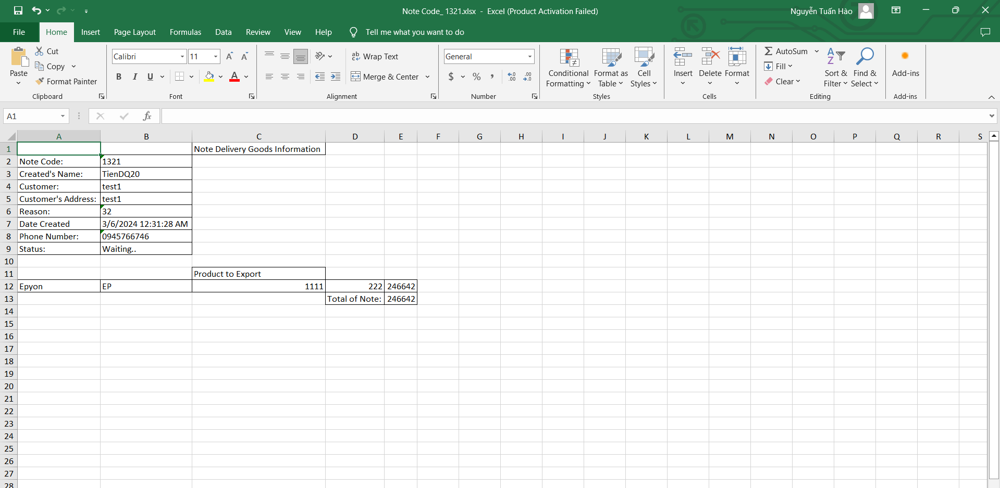 Note Code_ 1321.xlsx - Excel (Product Activation Failed)
Nguyễn Tuấn Hào
File Home Insert Page Layout Formulas Data Review View Help Tell me what you want to do
Paste
Cut
Copy
Format Painter
Clipboard
Calibri 11 A A
B I U A
Font
ab Wrap Text
Merge & Center
Alignment
General
$ % , .0 .00 .00 .0
Number
Conditional Formatting
Format as Table
Cell Styles
Styles
Insert Delete Format
Cells
AutoSum
Fill
Clear
Sort & Filter
Find & Select
Editing
Add-ins
Add-ins
A1 fx
A B C D E F G H I J K L M N O P Q R S
1 Note Delivery Goods Information
2 Note Code: 1321
3 Created's Name: TienDQ20
4 Customer: test1
5 Customer's Address: test1
6 Reason: 32
7 Date Created 3/6/2024 12:31:28 AM
8 Phone Number: 0945766746
9 Status: Waiting..
10
11 Product to Export
12 Epyon EP 1111 222 246642
13 Total of Note: 246642
14
15
16
17
18
19
20
21
22
23
24
25
26
27
28